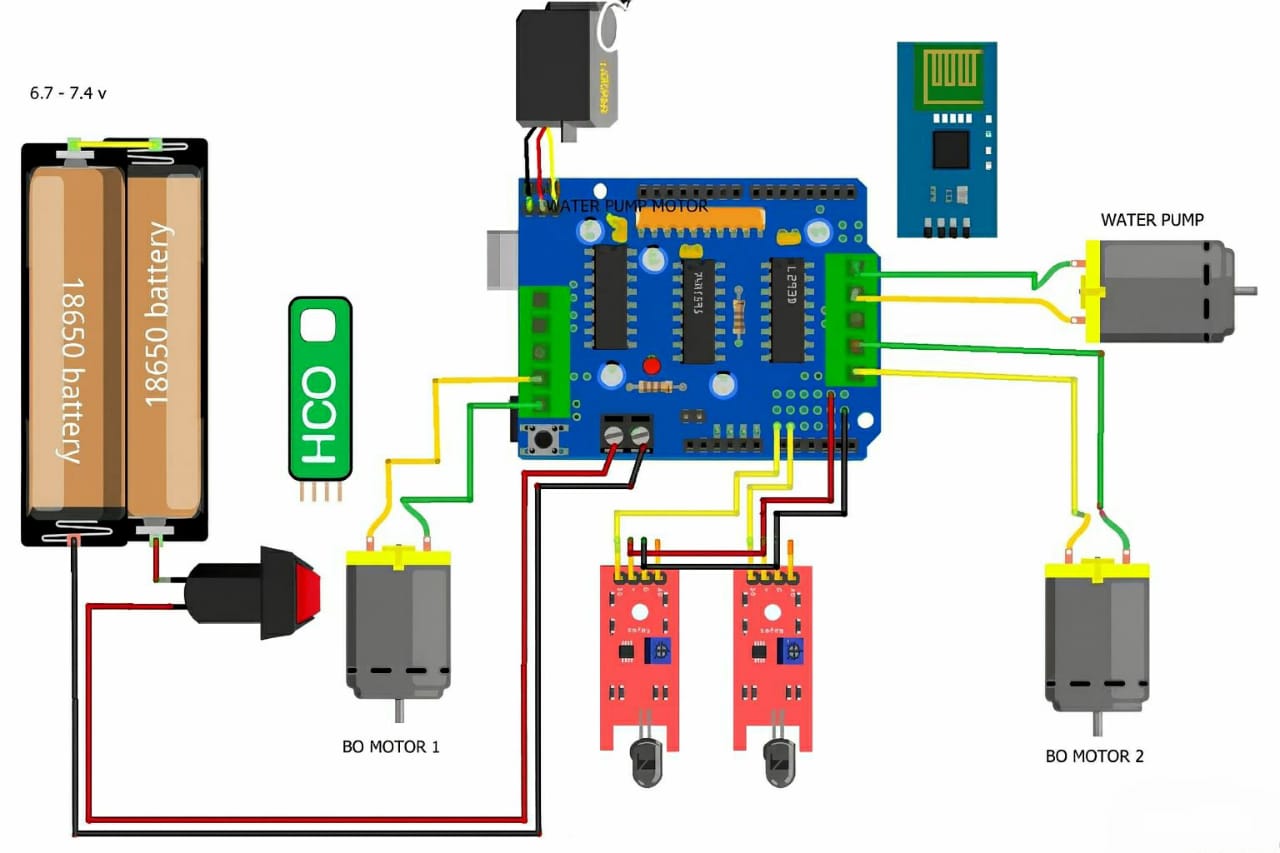 6.7 - 7.4 v
WATER PUMP MOTOR
WATER PUMP
18650 battery
18650 battery
HCO
L293D
BO MOTOR 1
BO MOTOR 2